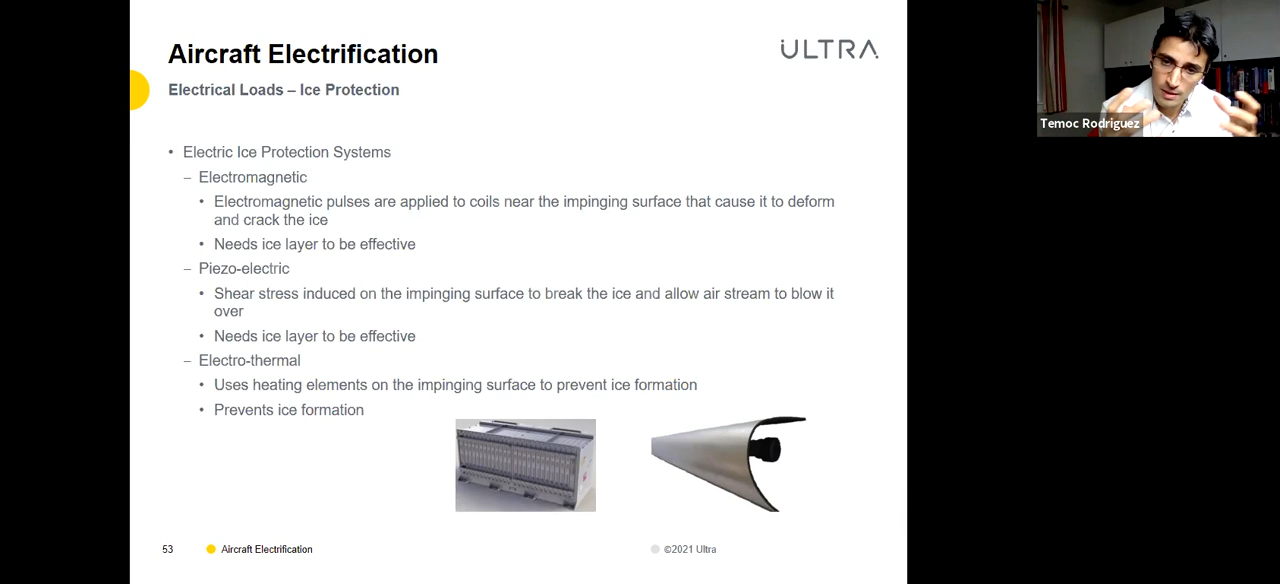 Aircraft Electrification
ULTRA
Electrical Loads – Ice Protection
Temoc Rodriguez
• Electric Ice Protection Systems
– Electromagnetic
• Electromagnetic pulses are applied to coils near the impinging surface that cause it to deform
and crack the ice
• Needs ice layer to be effective
– Piezo-electric
• Shear stress induced on the impinging surface to break the ice and allow air stream to blow it
over
• Needs ice layer to be effective
– Electro-thermal
• Uses heating elements on the impinging surface to prevent ice formation
• Prevents ice formation
53
Aircraft Electrification
©2021 Ultra